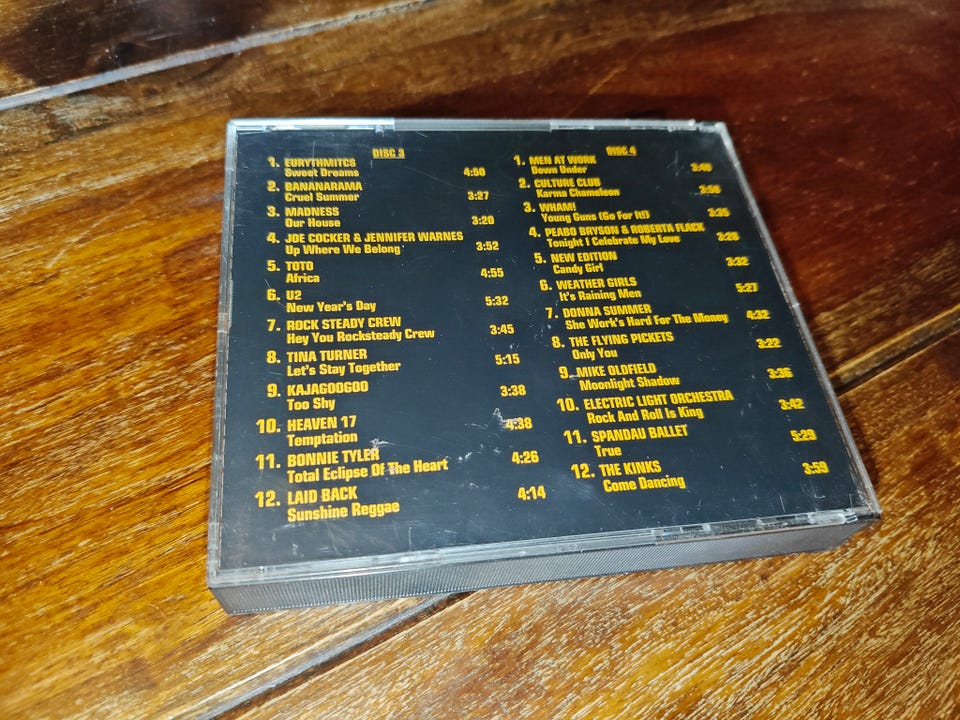 DISC 3
1. EURYTHMITCS
Sweet Dreams 4:50
2. BANANARAMA
Cruel Summer 3:27
3. MADNESS
Our House 3:20
4. JOE COCKER & JENNIFER WARNES
Up Where We Belong 3:52
5. TOTO
Africa 4:55
6. U2
New Year's Day 5:32
7. ROCK STEADY CREW
Hey You Rocksteady Crew 3:45
8. TINA TURNER
Let's Stay Together 5:15
9. KAJAGOOGOO
Too Shy 3:38
10. HEAVEN 17
Temptation 4:38
11. BONNIE TYLER
Total Eclipse Of The Heart 4:26
12. LAID BACK
Sunshine Reggae 4:14
DISC 4
1. MEN AT WORK
Down Under
2. CULTURE CLUB
Karma Chameleon
3. WHAM!
Young Guns (Go For It!) 3:35
4. PEABO BRYSON & ROBERTA FLACK
Tonight I Celebrate My Love 3:28
5. NEW EDITION
Candy Girl 3:32
6. WEATHER GIRLS
It's Raining Men 5:27
7. DONNA SUMMER
She Work's Hard For The Money 4:32
8. THE FLYING PICKETS
Only You 3:22
9. MIKE OLDFIELD
Moonlight Shadow 3:36
10. ELECTRIC LIGHT ORCHESTRA
Rock And Roll Is King 3:42
11. SPANDAU BALLET
True 5:29
12. THE KINKS
Come Dancing 3:59